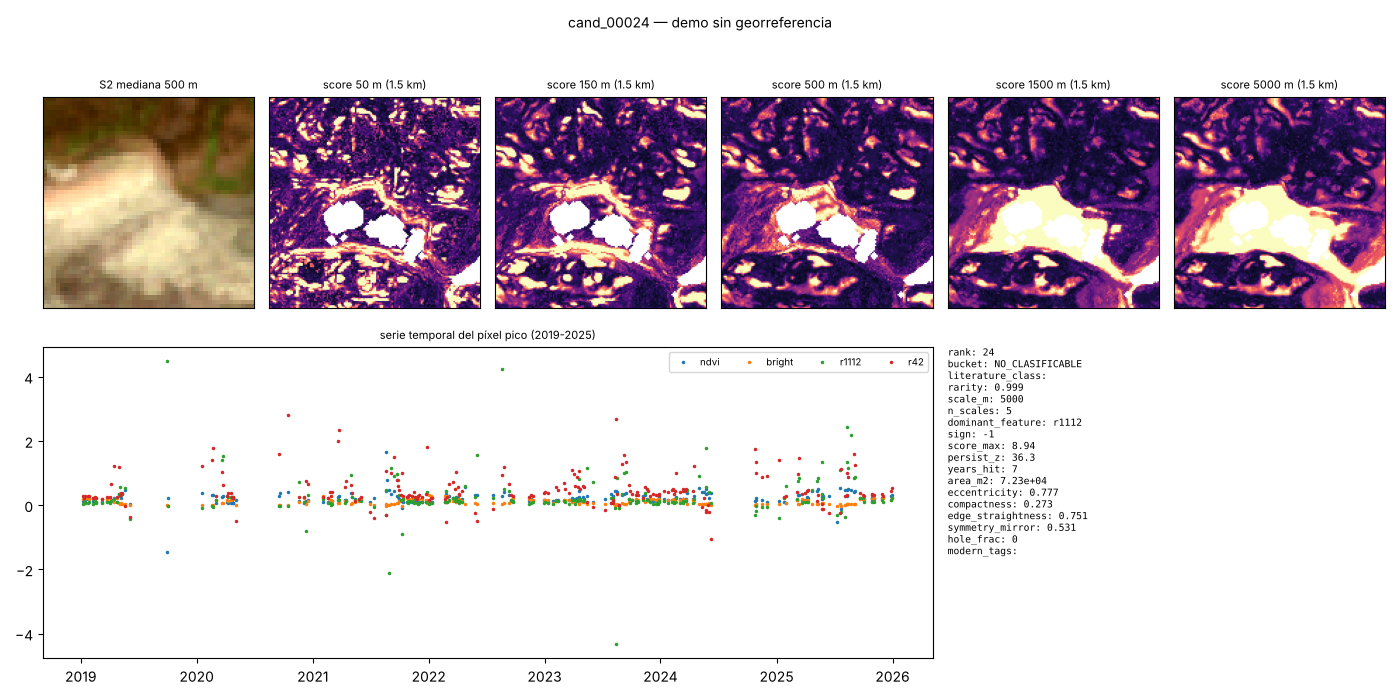 cand_00024 — demo sin georreferencia
S2 mediana 500 m
score 50 m (1.5 km)
score 150 m (1.5 km)
score 500 m (1.5 km)
score 1500 m (1.5 km)
score 5000 m (1.5 km)
serie temporal del píxel pico (2019-2025)
ndvi bright r1112 r42
4
2
0
−2
−4
2019 2020 2021 2022 2023 2024 2025 2026
rank: 24
bucket: NO_CLASIFICABLE
literature_class:
rarity: 0.999
scale_m: 5000
n_scales: 5
dominant_feature: r1112
sign: -1
score_max: 8.94
persist_z: 36.3
years_hit: 7
area_m2: 7.23e+04
eccentricity: 0.777
compactness: 0.273
edge_straightness: 0.751
symmetry_mirror: 0.531
hole_frac: 0
modern_tags: